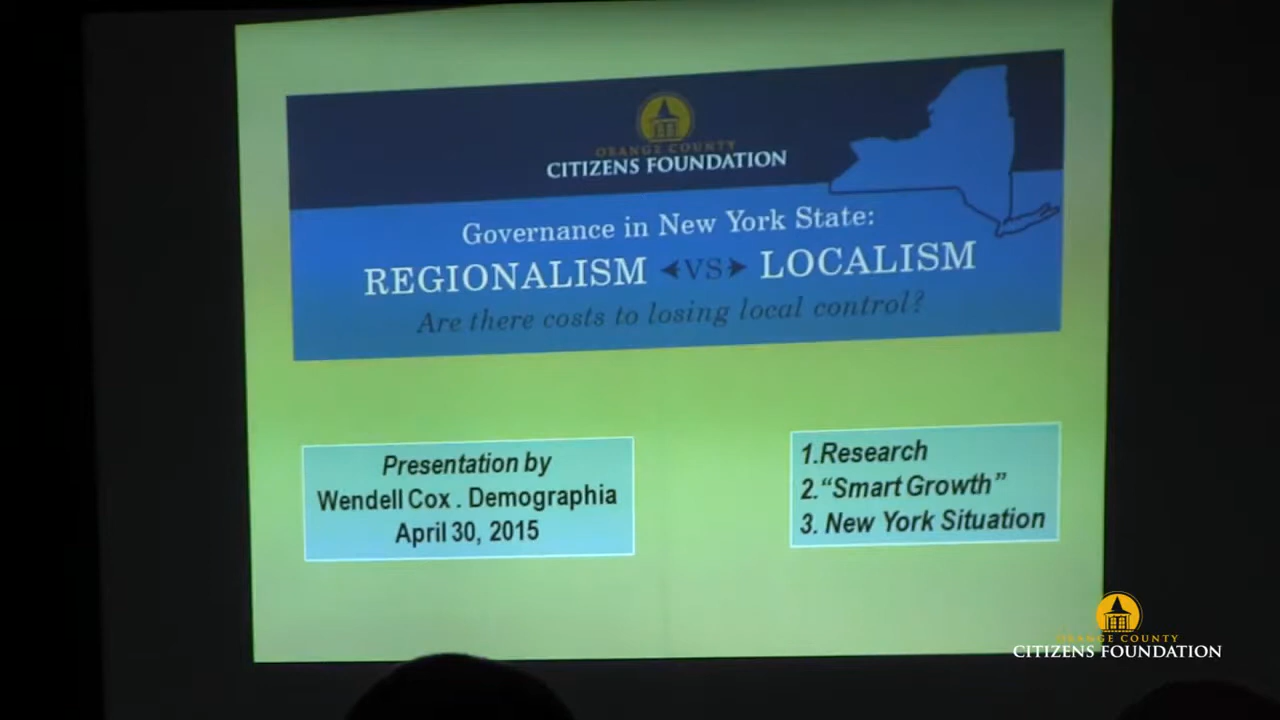 ORANGE COUNTY
CITIZENS FOUNDATION
Governance in New York State:
REGIONALISM VS LOCALISM
Are there costs to losing local control?
Presentation by
Wendell Cox . Demographia
April 30, 2015
1.Research
2.“Smart Growth”
3. New York Situation
ORANGE COUNTY
CITIZENS FOUNDATION